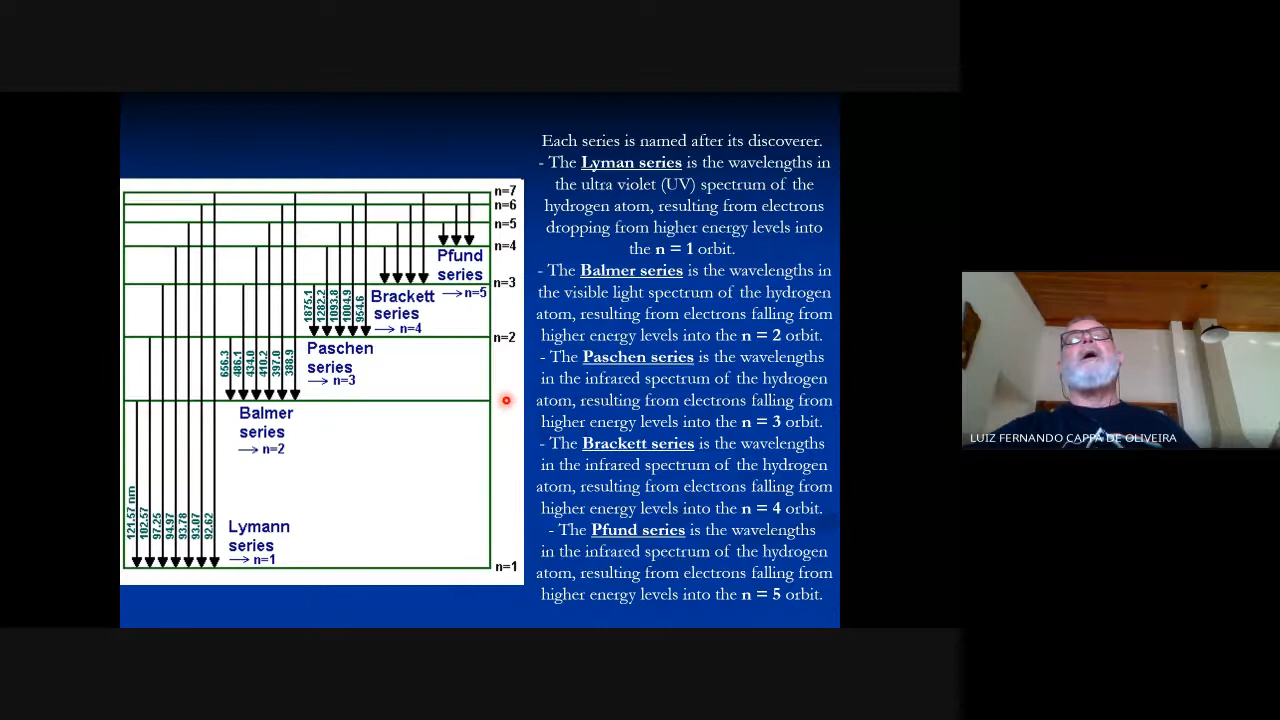 n=7
n=6
n=5
n=4
n=3
n=2
n=1
Pfund
series
→n=5
Brackett
series
→ n=4
1875.1
1282.2
1093.8
1004.9
954.6
Paschen
series
→ n=3
656.3
486.1
434.0
410.2
397.0
388.9
Balmer
series
→ n=2
121.57 nm
102.57
97.25
94.97
93.78
93.07
92.62
Lymann
series
→ n=1
Each series is named after its discoverer.
- The Lyman series is the wavelengths in
the ultra violet (UV) spectrum of the
hydrogen atom, resulting from electrons
dropping from higher energy levels into
the n = 1 orbit.
- The Balmer series is the wavelengths in
the visible light spectrum of the hydrogen
atom, resulting from electrons falling from
higher energy levels into the n = 2 orbit.
- The Paschen series is the wavelengths
in the infrared spectrum of the hydrogen
atom, resulting from electrons falling from
higher energy levels into the n = 3 orbit.
- The Brackett series is the wavelengths
in the infrared spectrum of the hydrogen
atom, resulting from electrons falling from
higher energy levels into the n = 4 orbit.
- The Pfund series is the wavelengths
in the infrared spectrum of the hydrogen
atom, resulting from electrons falling from
higher energy levels into the n = 5 orbit.
LUIZ FERNANDO CAPPA DE OLIVEIRA